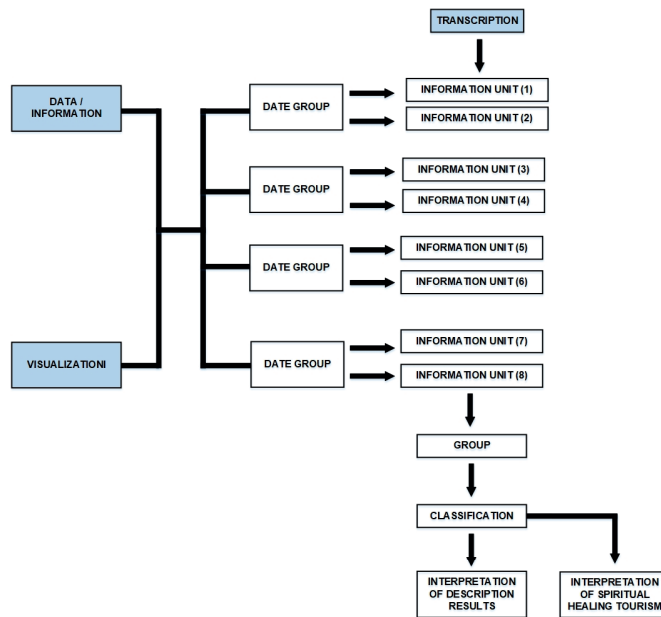 TRANSCRIPTION
DATA /
INFORMATION
VISUALIZATIONI
DATE GROUP
INFORMATION UNIT (1)
INFORMATION UNIT (2)
DATE GROUP
INFORMATION UNIT (3)
INFORMATION UNIT (4)
DATE GROUP
INFORMATION UNIT (5)
INFORMATION UNIT (6)
DATE GROUP
INFORMATION UNIT (7)
INFORMATION UNIT (8)
GROUP
CLASSIFICATION
INTERPRETATION
OF DESCRIPTION
RESULTS
INTERPRETATION
OF SPIRITUAL
HEALING TOURISM